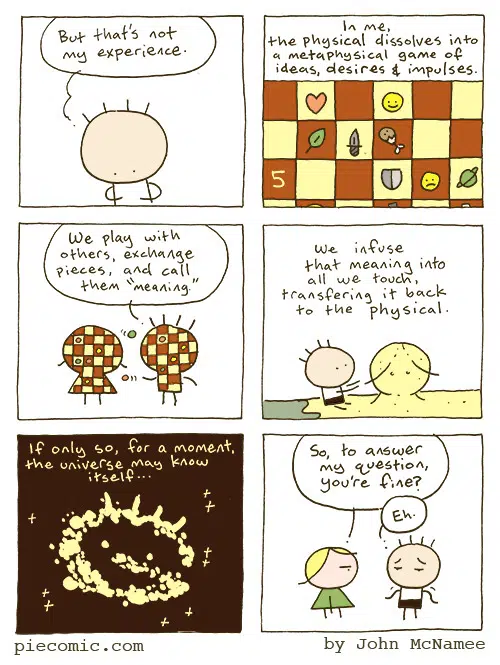 But that's not
my experience.
In me,
the physical dissolves into
a metaphysical game of
ideas, desires & impulses.
5
We play with
others, exchange
pieces, and call
them "meaning."
We infuse
that meaning into
all we touch,
transfering it back
to the physical.
If only so, for a moment,
the universe may know
itself...
So, to answer
my question,
you're fine?
Eh.
piecomic.com
by John McNamee